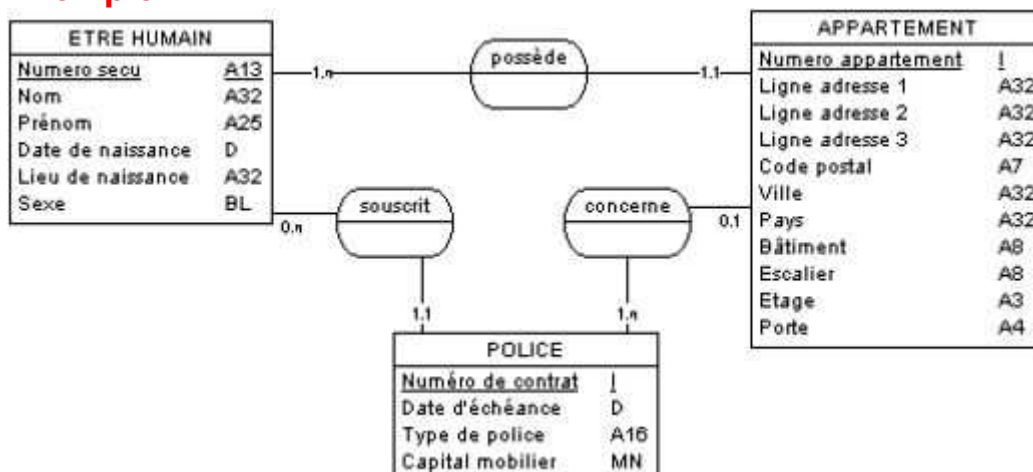 ETRE HUMAIN
Numero secu A13
Nom A32
Prénom A25
Date de naissance D
Lieu de naissance A32
Sexe BL
1.n
possède
1.1
APPARTEMENT
Numero appartement I
Ligne adresse 1 A32
Ligne adresse 2 A32
Ligne adresse 3 A32
Code postal A7
Ville A32
Pays A32
Bâtiment A8
Escalier A8
Etage A3
Porte A4
0.n
souscrit
concerne
0.1
1.1
1.n
POLICE
Numéro de contrat I
Date d'échéance D
Type de police A16
Capital mobilier MN